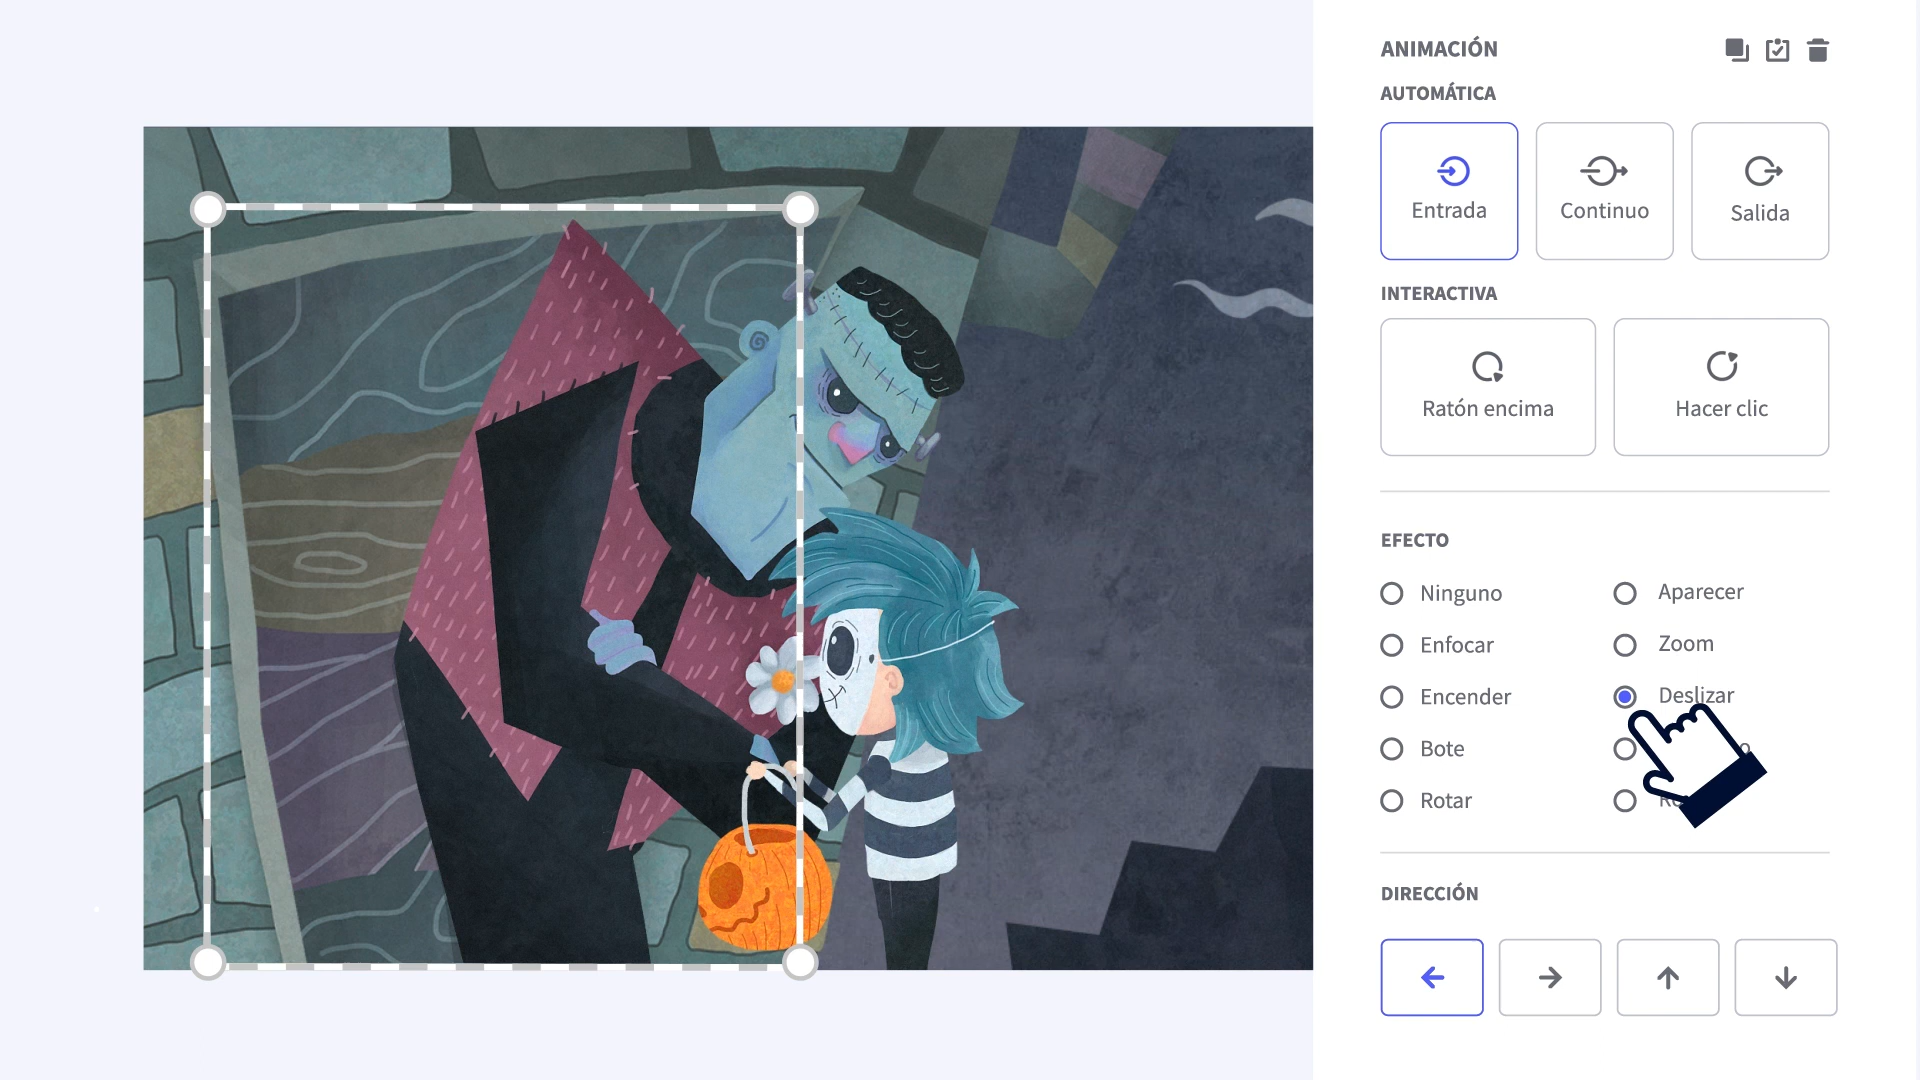 ANIMACIÓN
AUTOMÁTICA
Entrada
Continuo
Salida
INTERACTIVA
Ratón encima
Hacer clic
EFECTO
Ninguno
Aparecer
Enfocar
Zoom
Encender
Deslizar
Bote
Rotar
DIRECCIÓN